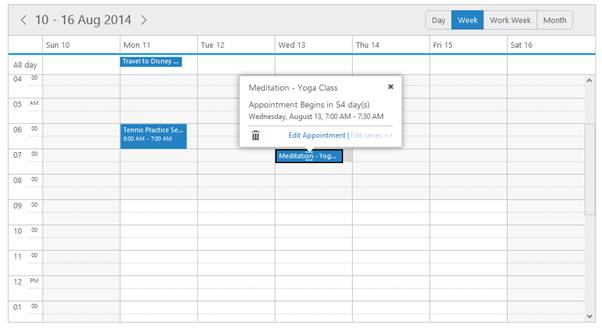 10 - 16 Aug 2014
Day Week Work Week Month
Sun 10 Mon 11 Tue 12 Wed 13 Thu 14 Fri 15 Sat 16
All day Travel to Disney ...
04 00
05 AM
06 00
Tennis Practice Se...
6:00 AM - 7:00 AM
07 00
08 00
09 00
10 00
11 00
12 PM
01 00
Meditation - Yoga Class
Appointment Begins in 54 day(s)
Wednesday, August 13, 7:00 AM - 7:30 AM
Edit Appointment | Edit series >>
Meditation - Yog...